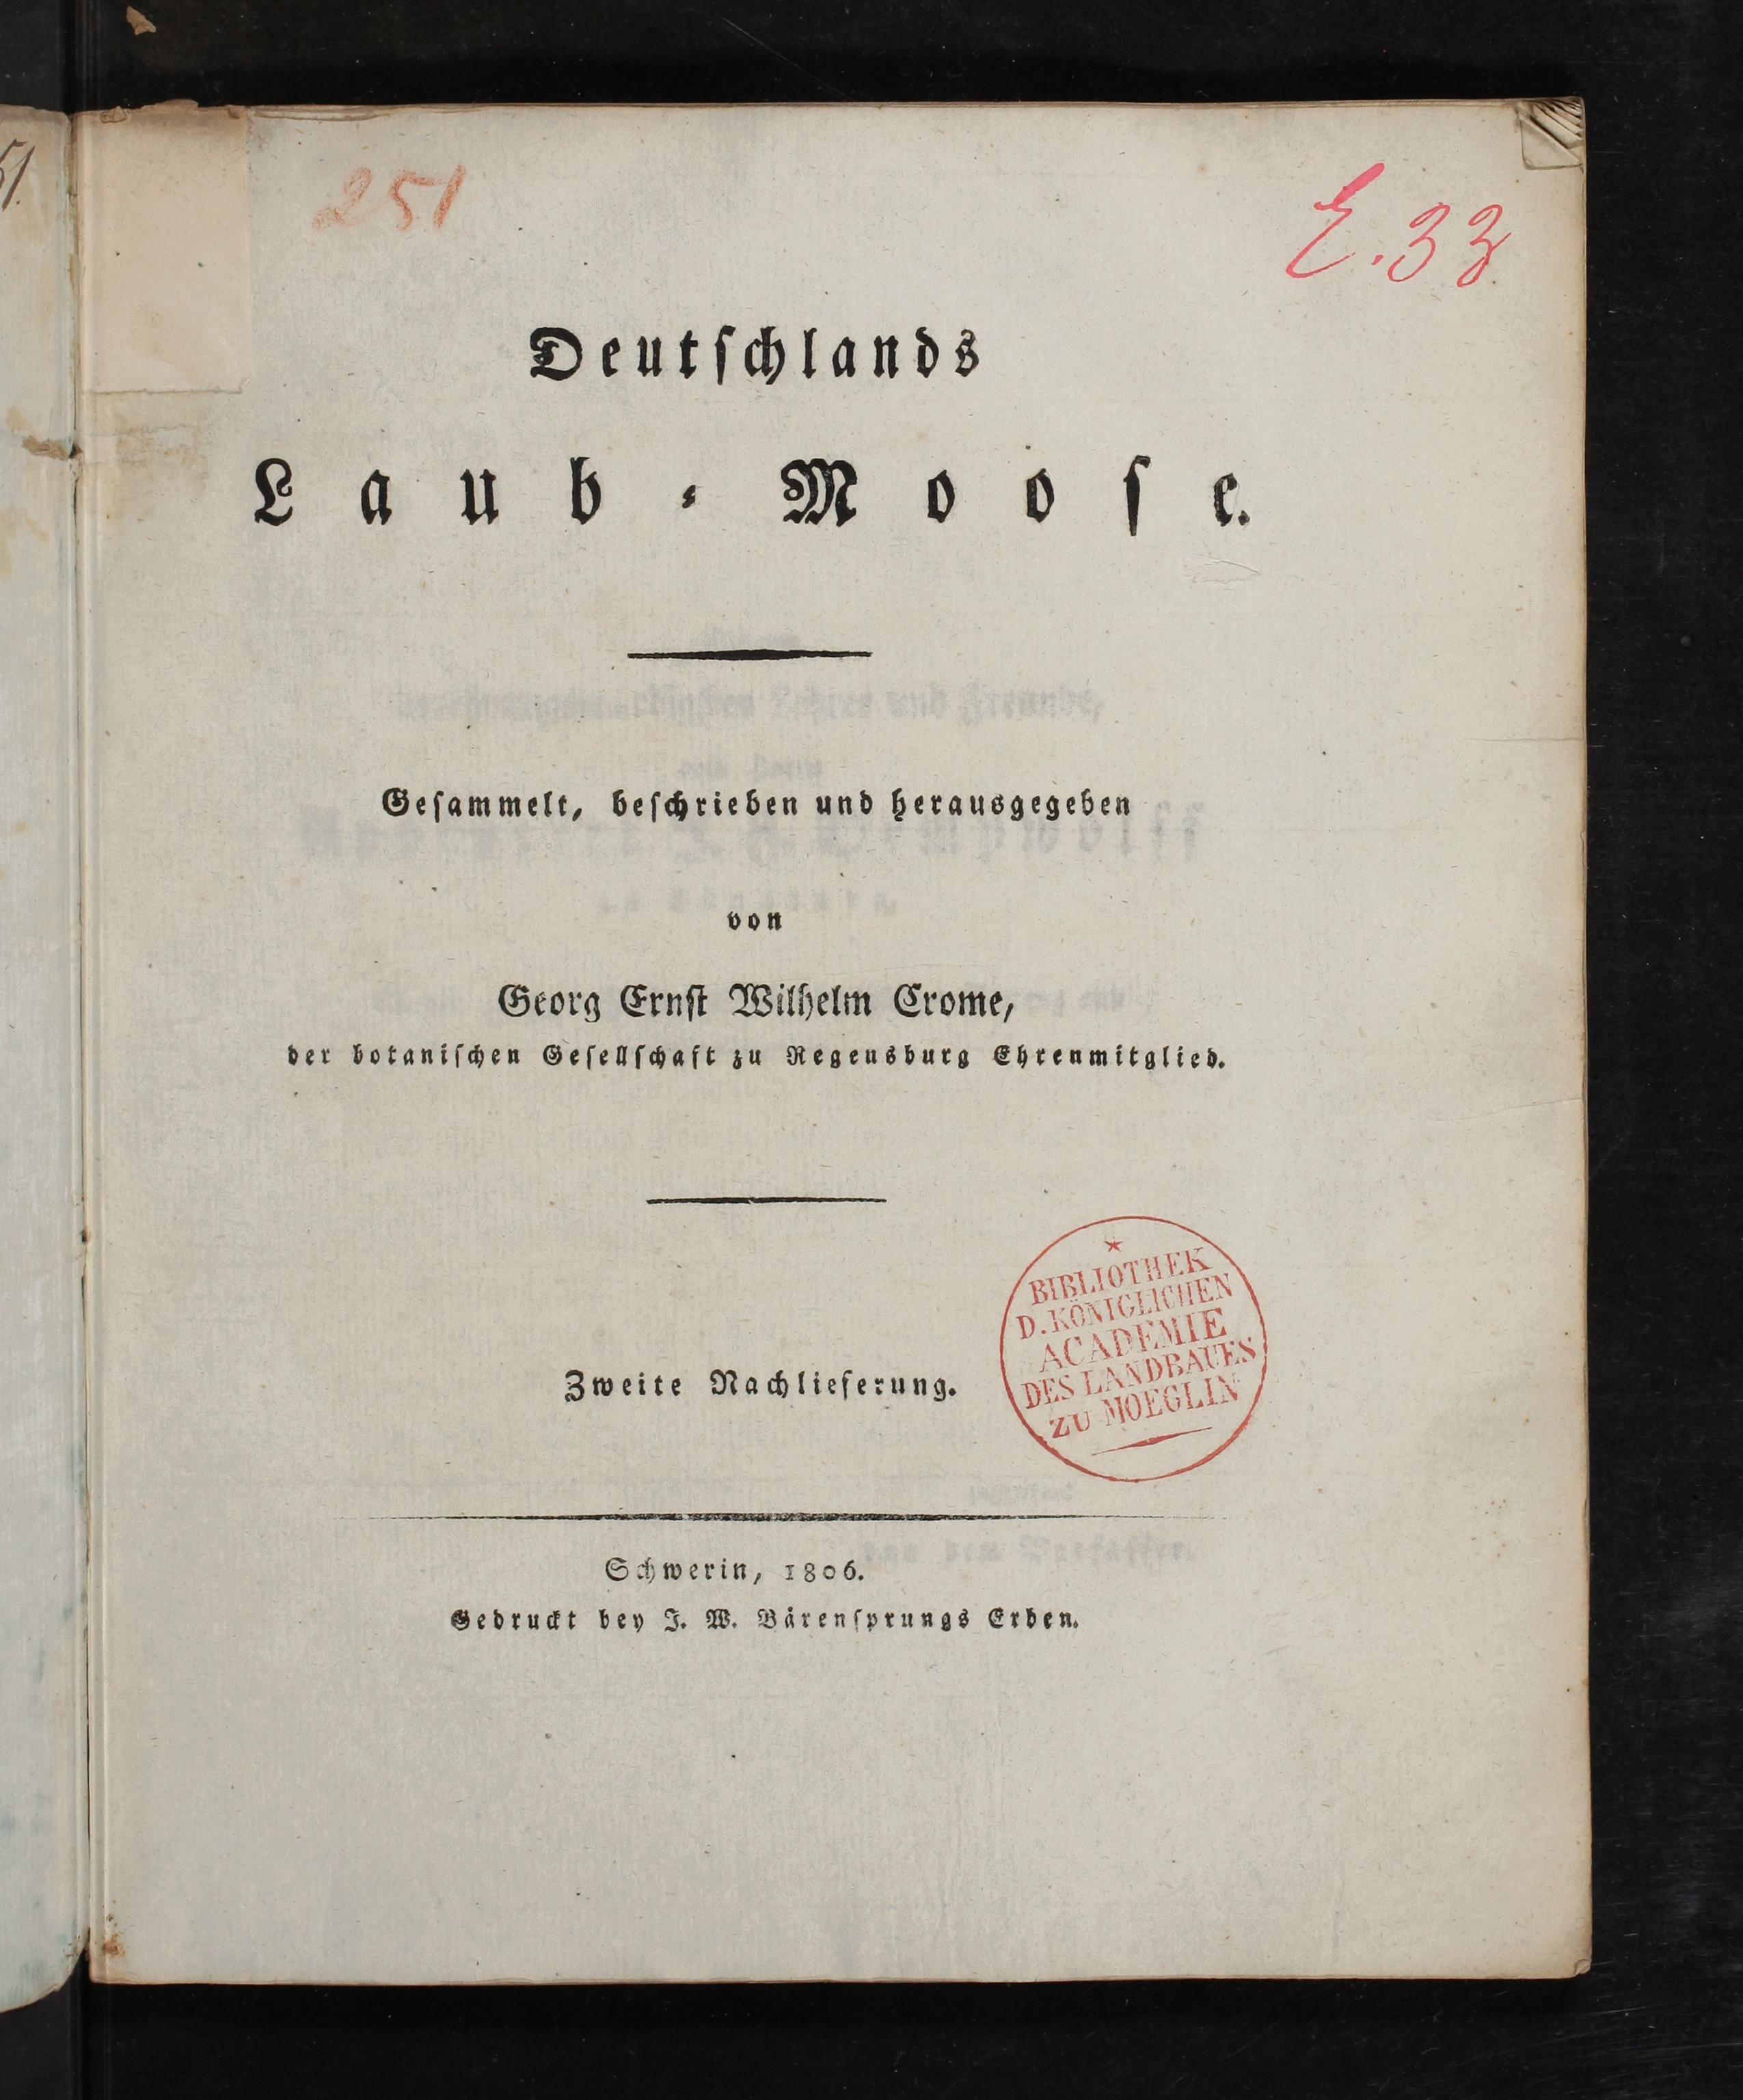 251
E. 33
Deutschlands
Laub-Moose.
Gesammelt, beschrieben und herausgegeben
von
Georg Ernst Wilhelm Crome,
der botanischen Gesellschaft zu Regensburg Ehrenmitglied.
Zweite Nachlieferung.
BIBLIOTHEK
D. KÖNIGLICHEN
ACADEMIE
DES LANDBAUES
ZU MOEGLIN
Schwerin, 1806.
Gedruckt bey J. W. Bärensprungs Erben.